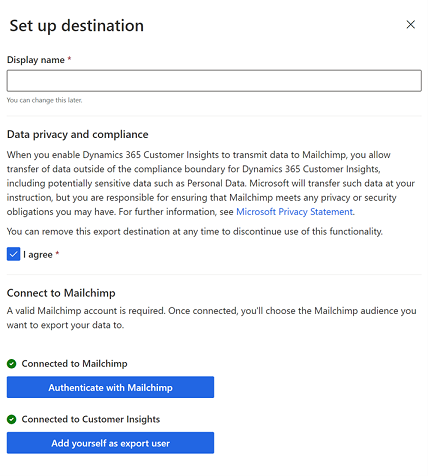 Set up destination
Display name *
You can change this later.
Data privacy and compliance
When you enable Dynamics 365 Customer Insights to transmit data to Mailchimp, you allow
transfer of data outside of the compliance boundary for Dynamics 365 Customer Insights,
including potentially sensitive data such as Personal Data. Microsoft will transfer such data at your
instruction, but you are responsible for ensuring that Mailchimp meets any privacy or security
obligations you may have. For further information, see Microsoft Privacy Statement.
You can remove this export destination at any time to discontinue use of this functionality.
I agree *
Connect to Mailchimp
A valid Mailchimp account is required. Once connected, you'll choose the Mailchimp audience you
want to export your data to.
Connected to Mailchimp
Authenticate with Mailchimp
Connected to Customer Insights
Add yourself as export user